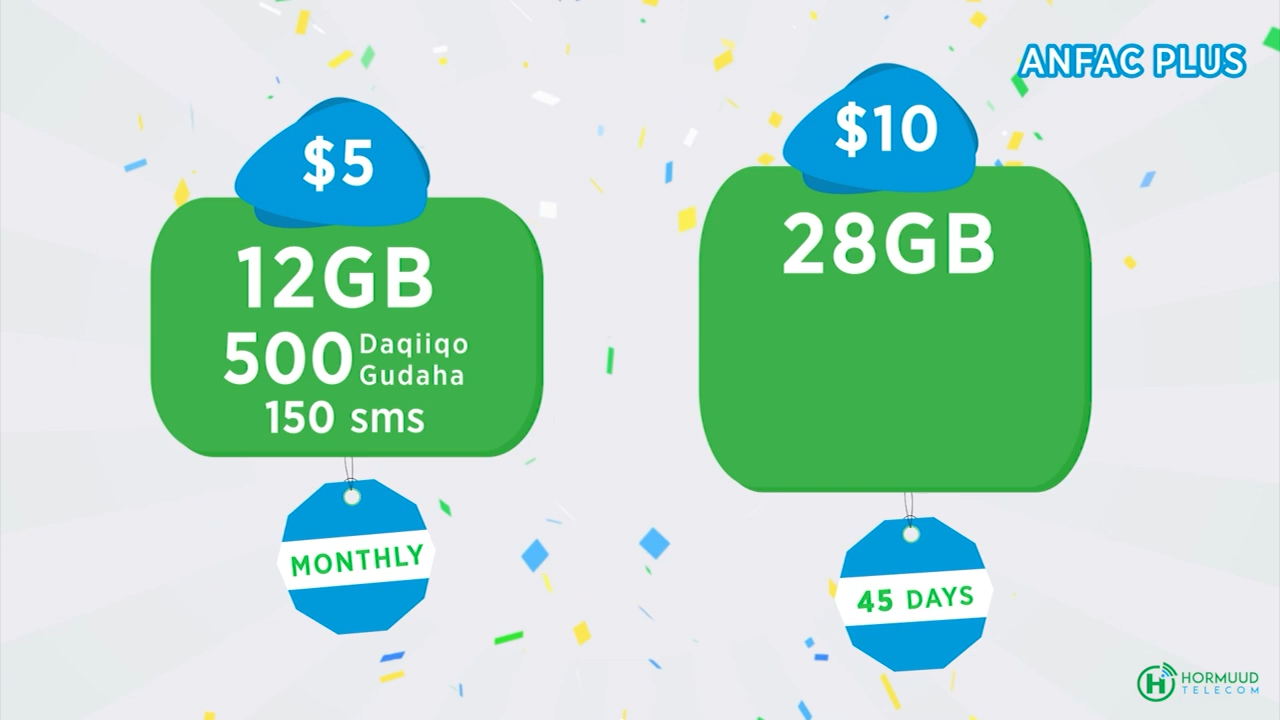 ANFAC PLUS
$5
12GB
500 Daqiiqo
Gudaha
150 sms
MONTHLY
$10
28GB
45 DAYS
HORMUUD
TELECOM